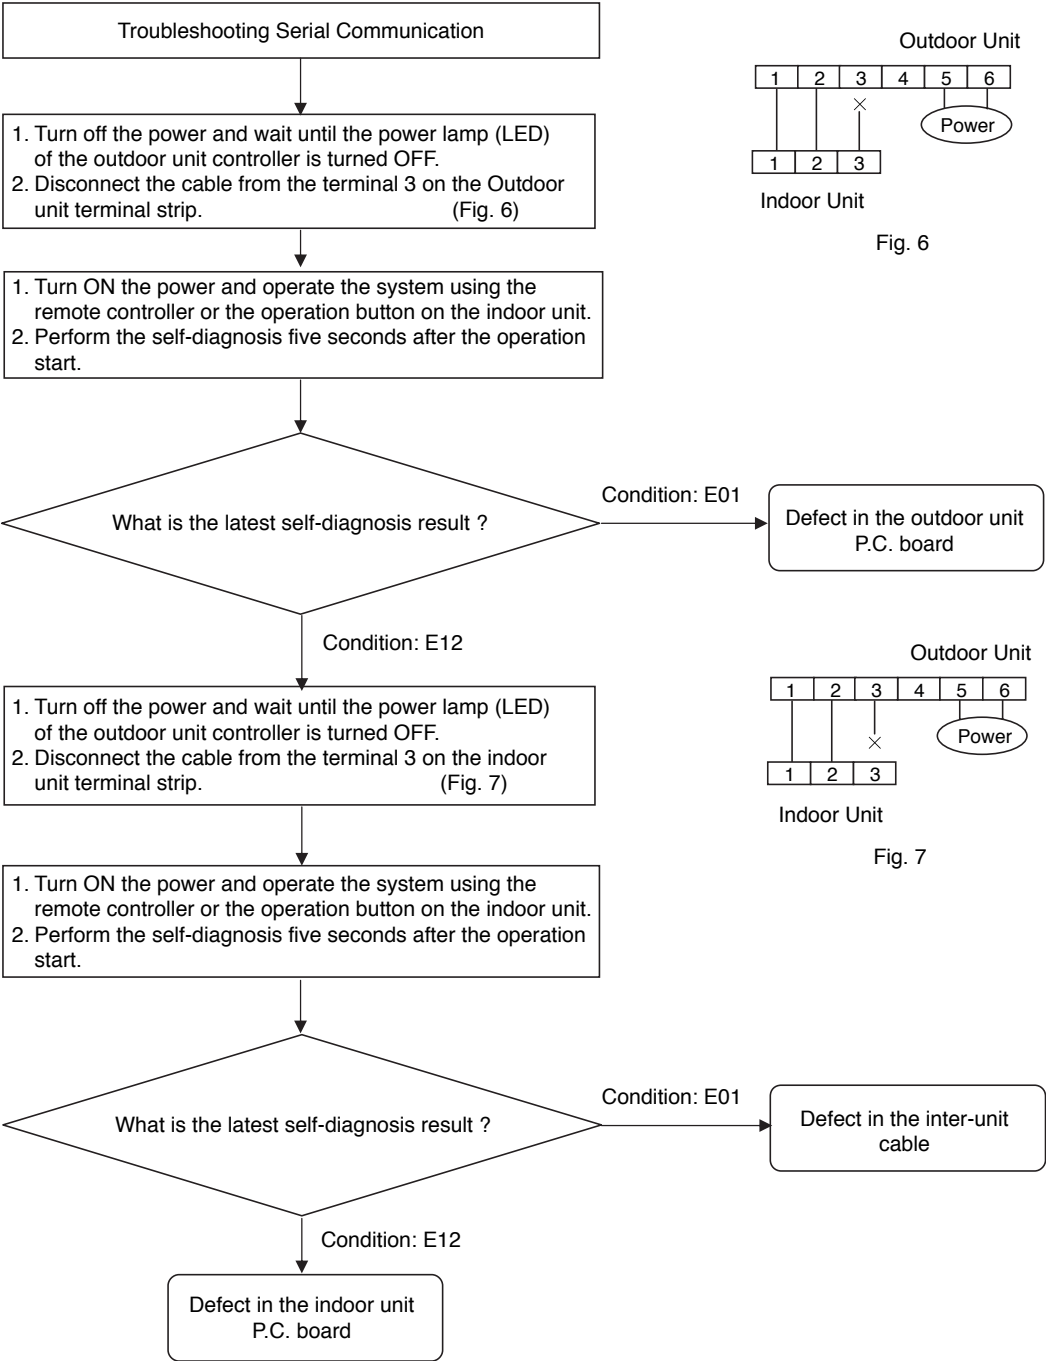 Troubleshooting Serial Communication
Outdoor Unit
1 2 3 4 5 6
Power
1 2 3
Indoor Unit
Fig. 6
1. Turn off the power and wait until the power lamp (LED)
of the outdoor unit controller is turned OFF.
2. Disconnect the cable from the terminal 3 on the Outdoor
unit terminal strip. (Fig. 6)
1. Turn ON the power and operate the system using the
remote controller or the operation button on the indoor unit.
2. Perform the self-diagnosis five seconds after the operation
start.
What is the latest self-diagnosis result ?
Condition: E01
Defect in the outdoor unit
P.C. board
Condition: E12
Outdoor Unit
1 2 3 4 5 6
Power
1 2 3
Indoor Unit
Fig. 7
1. Turn off the power and wait until the power lamp (LED)
of the outdoor unit controller is turned OFF.
2. Disconnect the cable from the terminal 3 on the indoor
unit terminal strip. (Fig. 7)
1. Turn ON the power and operate the system using the
remote controller or the operation button on the indoor unit.
2. Perform the self-diagnosis five seconds after the operation
start.
What is the latest self-diagnosis result ?
Condition: E01
Defect in the inter-unit
cable
Condition: E12
Defect in the indoor unit
P.C. board